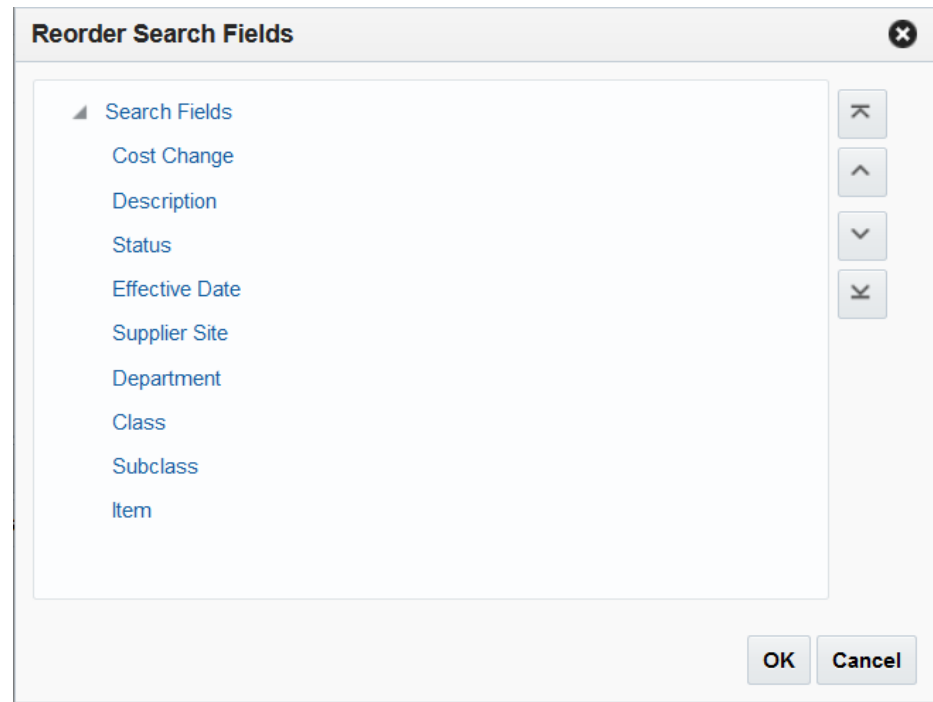 Reorder Search Fields
Search Fields
Cost Change
Description
Status
Effective Date
Supplier Site
Department
Class
Subclass
Item
OK Cancel